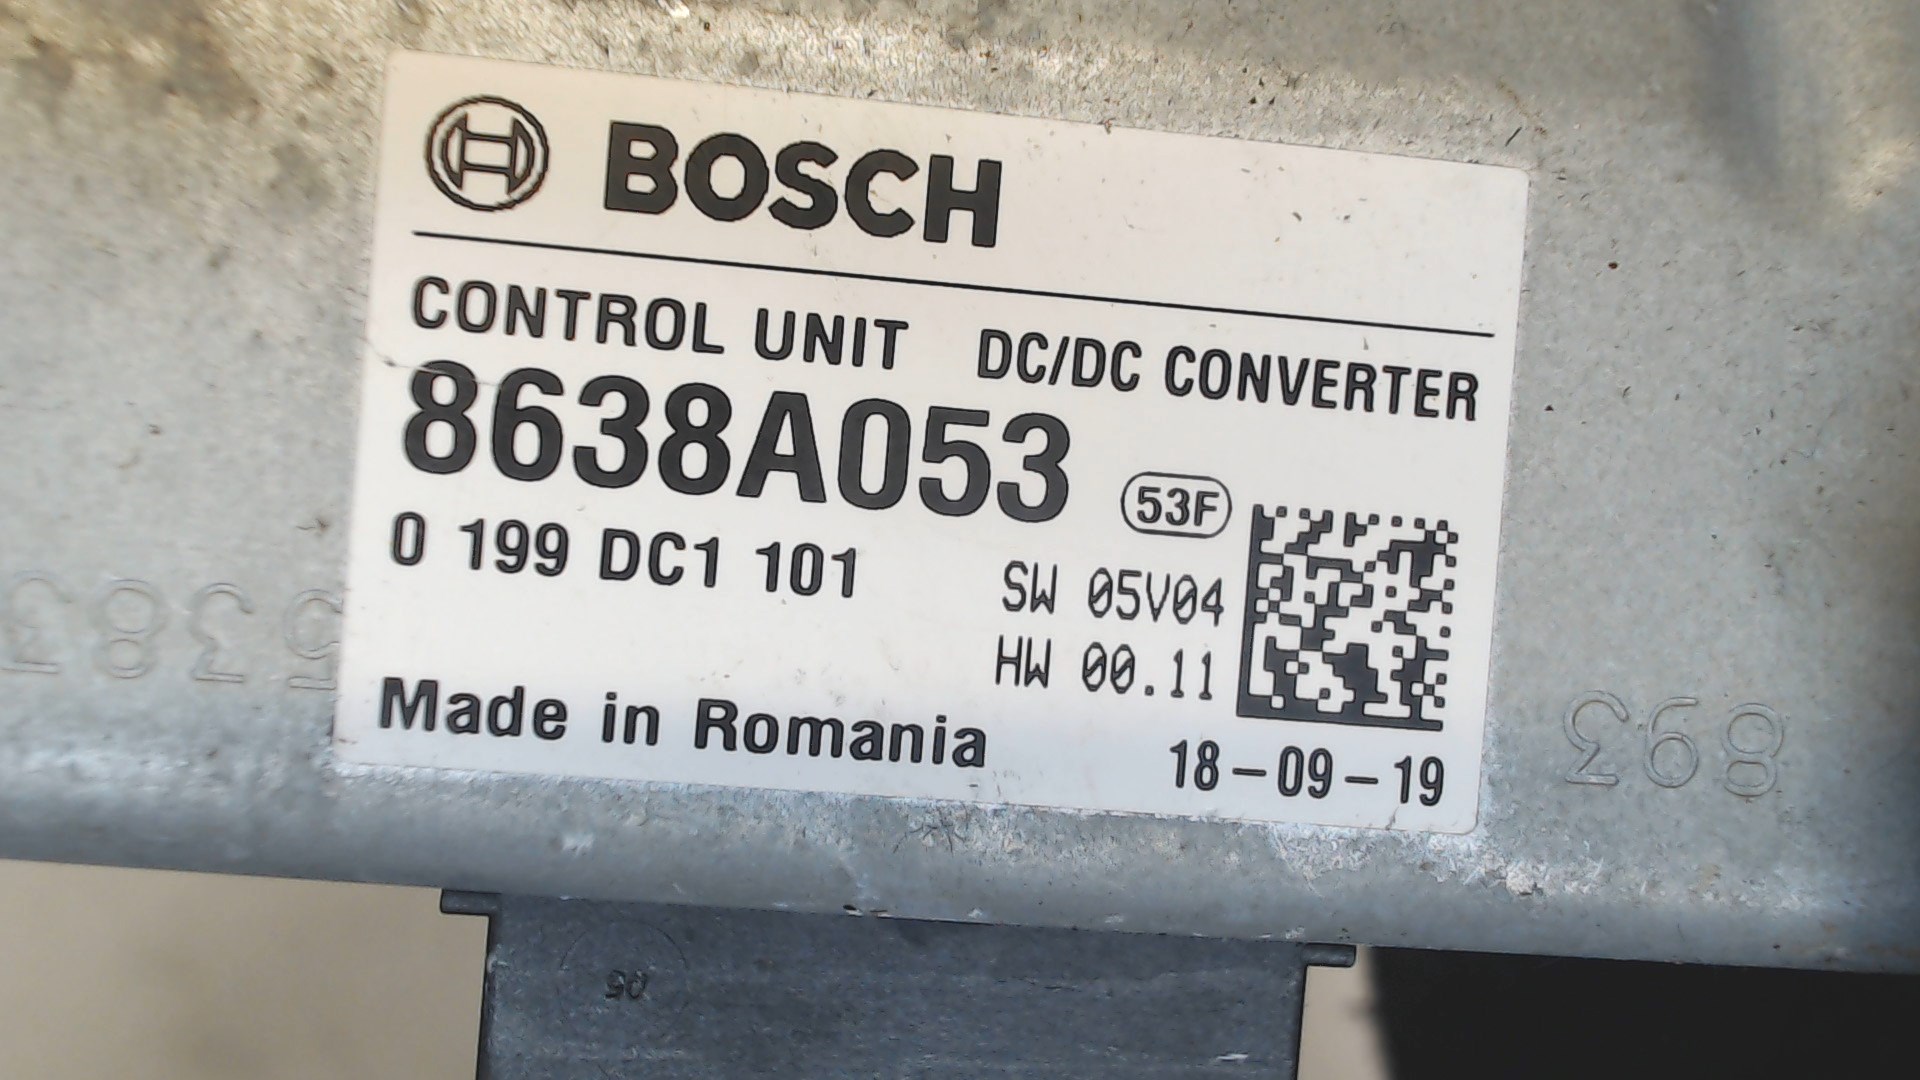 BOSCH
CONTROL UNIT DC/DC CONVERTER
8638A053
53F
0 199 DC1 101
SW 05V04
HW 00.11
Made in Romania
18-09-19
05